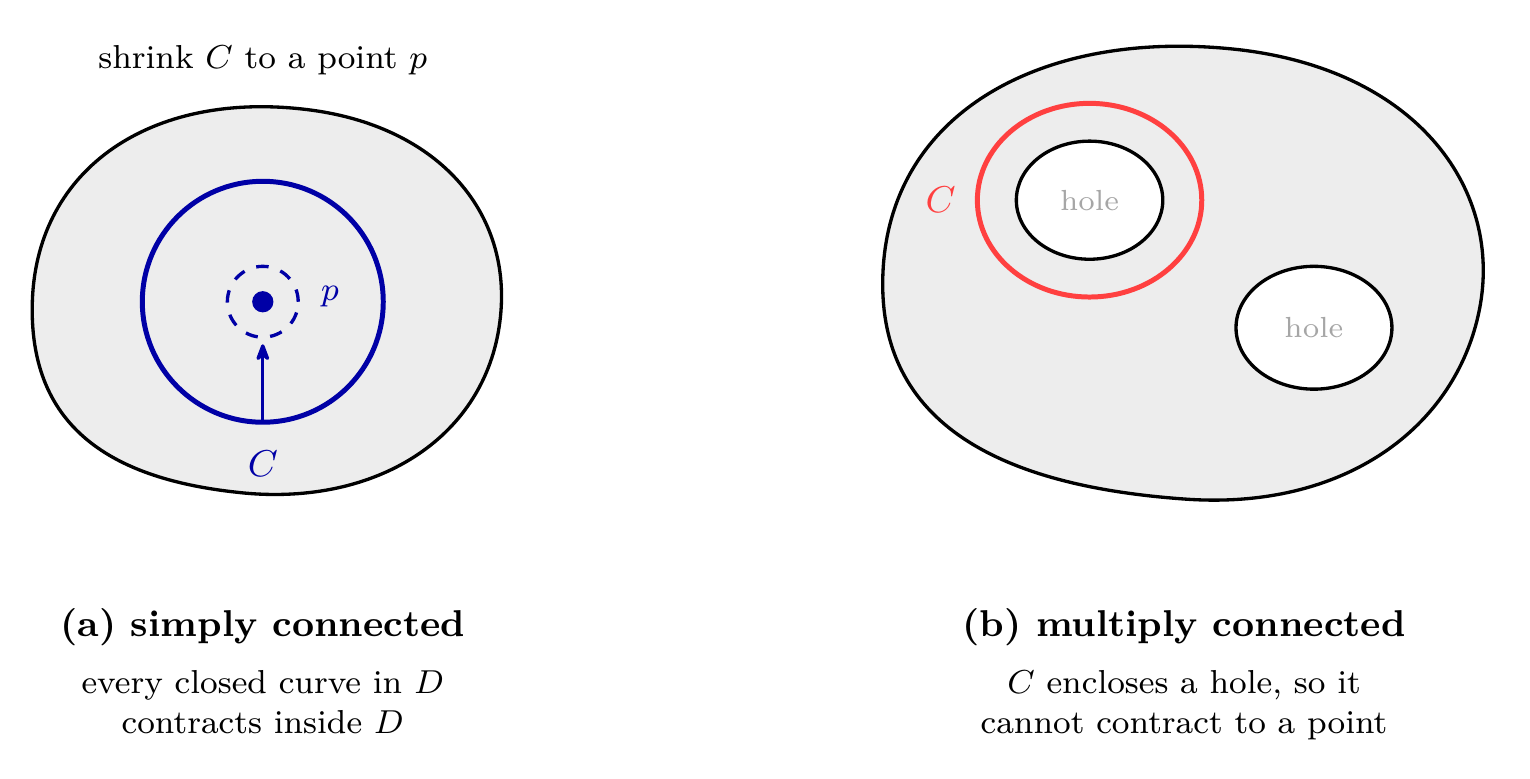 shrink C to a point p
p
C
(a) simply connected
every closed curve in D
contracts inside D
C
hole
hole
(b) multiply connected
C encloses a hole, so it
cannot contract to a point